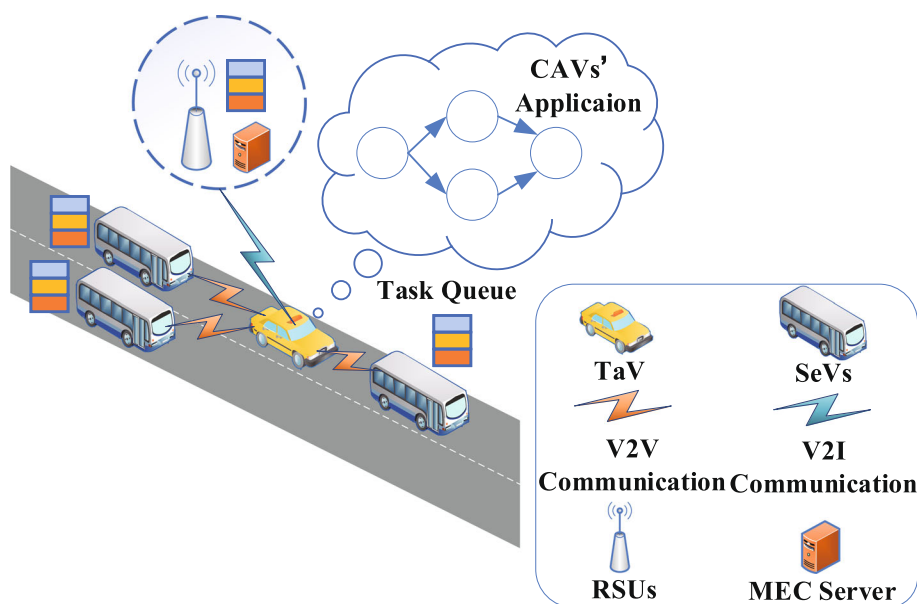 CAVs’
Applicaion
Task Queue
TaV
SeVs
V2V
Communication
V2I
Communication
RSUs
MEC Server